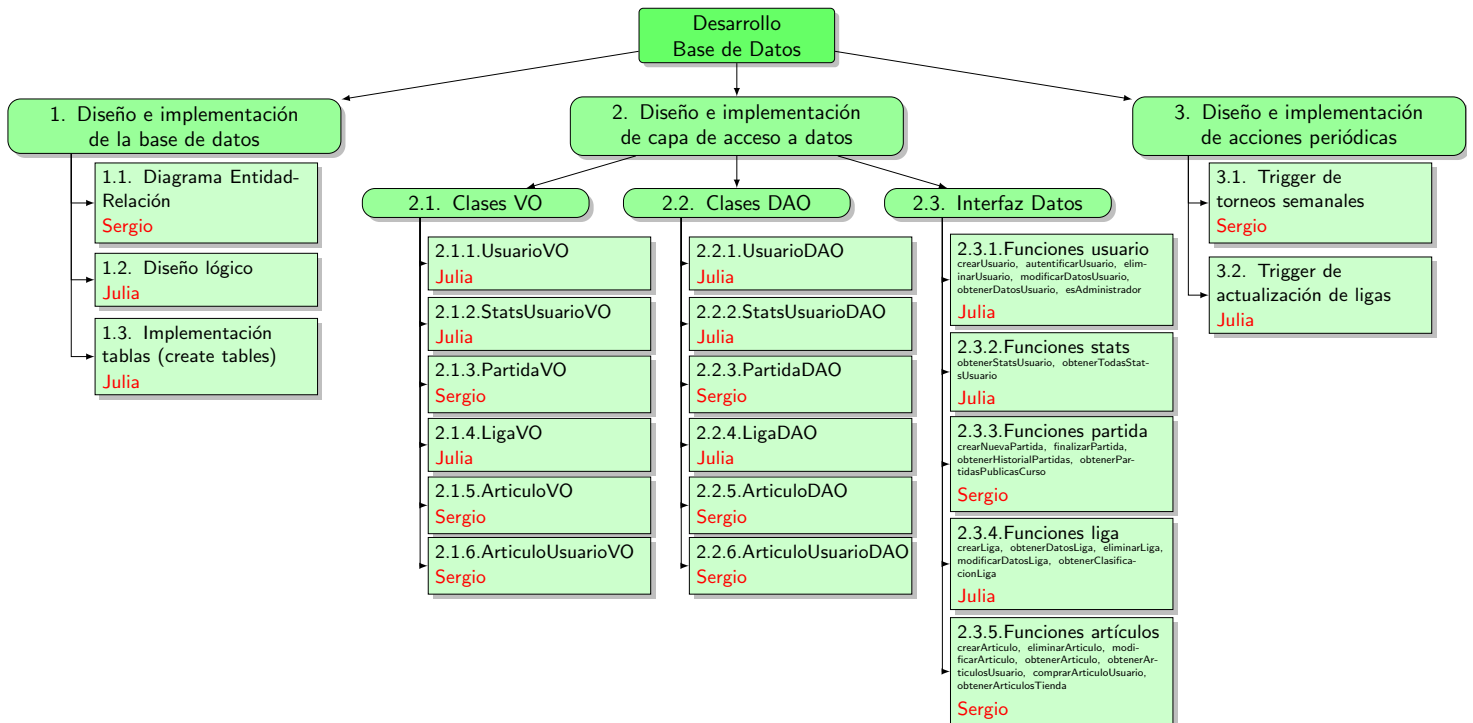 Desarrollo
Base de Datos
1. Diseño e implementación
de la base de datos
1.1. Diagrama Entidad-
Relación
Sergio
1.2. Diseño lógico
Julia
1.3. Implementación
tablas (create tables)
Julia
2. Diseño e implementación
de capa de acceso a datos
2.1. Clases VO
2.1.1.UsuarioVO
Julia
2.1.2.StatsUsuarioVO
Julia
2.1.3.PartidaVO
Sergio
2.1.4.LigaVO
Julia
2.1.5.ArticuloVO
Sergio
2.1.6.ArticuloUsuarioVO
Sergio
2.2. Clases DAO
2.2.1.UsuarioDAO
Julia
2.2.2.StatsUsuarioDAO
Julia
2.2.3.PartidaDAO
Sergio
2.2.4.LigaDAO
Julia
2.2.5.ArticuloDAO
Sergio
2.2.6.ArticuloUsuarioDAO
Sergio
2.3. Interfaz Datos
2.3.1.Funciones usuario
crearUsuario, autentificarUsuario, elim-
inarUsuario, modificarDatosUsuario,
obtenerDatosUsuario, esAdministrador
Julia
2.3.2.Funciones stats
obtenerStatsUsuario, obtenerTodasStat-
sUsuario
Julia
2.3.3.Funciones partida
crearNuevaPartida, finalizarPartida,
obtenerHistorialPartidas, obtenerPar-
tidasPublicasCurso
Sergio
2.3.4.Funciones liga
crearLiga, obtenerDatosLiga, eliminarLiga,
modificarDatosLiga, obtenerClasifica-
cionLiga
Julia
2.3.5.Funciones artículos
crearArticulo, eliminarArticulo, modi-
ficarArticulo, obtenerArticulo, obtenerAr-
ticulosUsuario, comprarArticuloUsuario,
obtenerArticulosTienda
Sergio
3. Diseño e implementación
de acciones periódicas
3.1. Trigger de
torneos semanales
Sergio
3.2. Trigger de
actualización de ligas
Julia